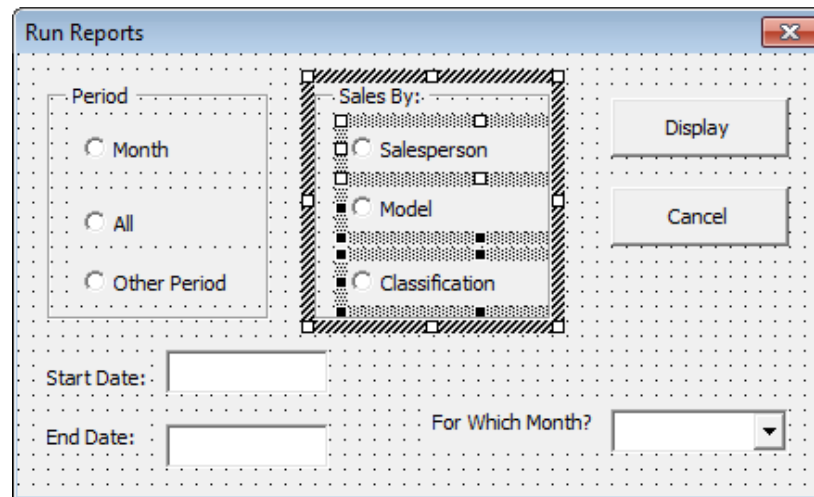 Run Reports
Period
Month
All
Other Period
Sales By:
Salesperson
Model
Classification
Display
Cancel
Start Date:
End Date:
For Which Month?